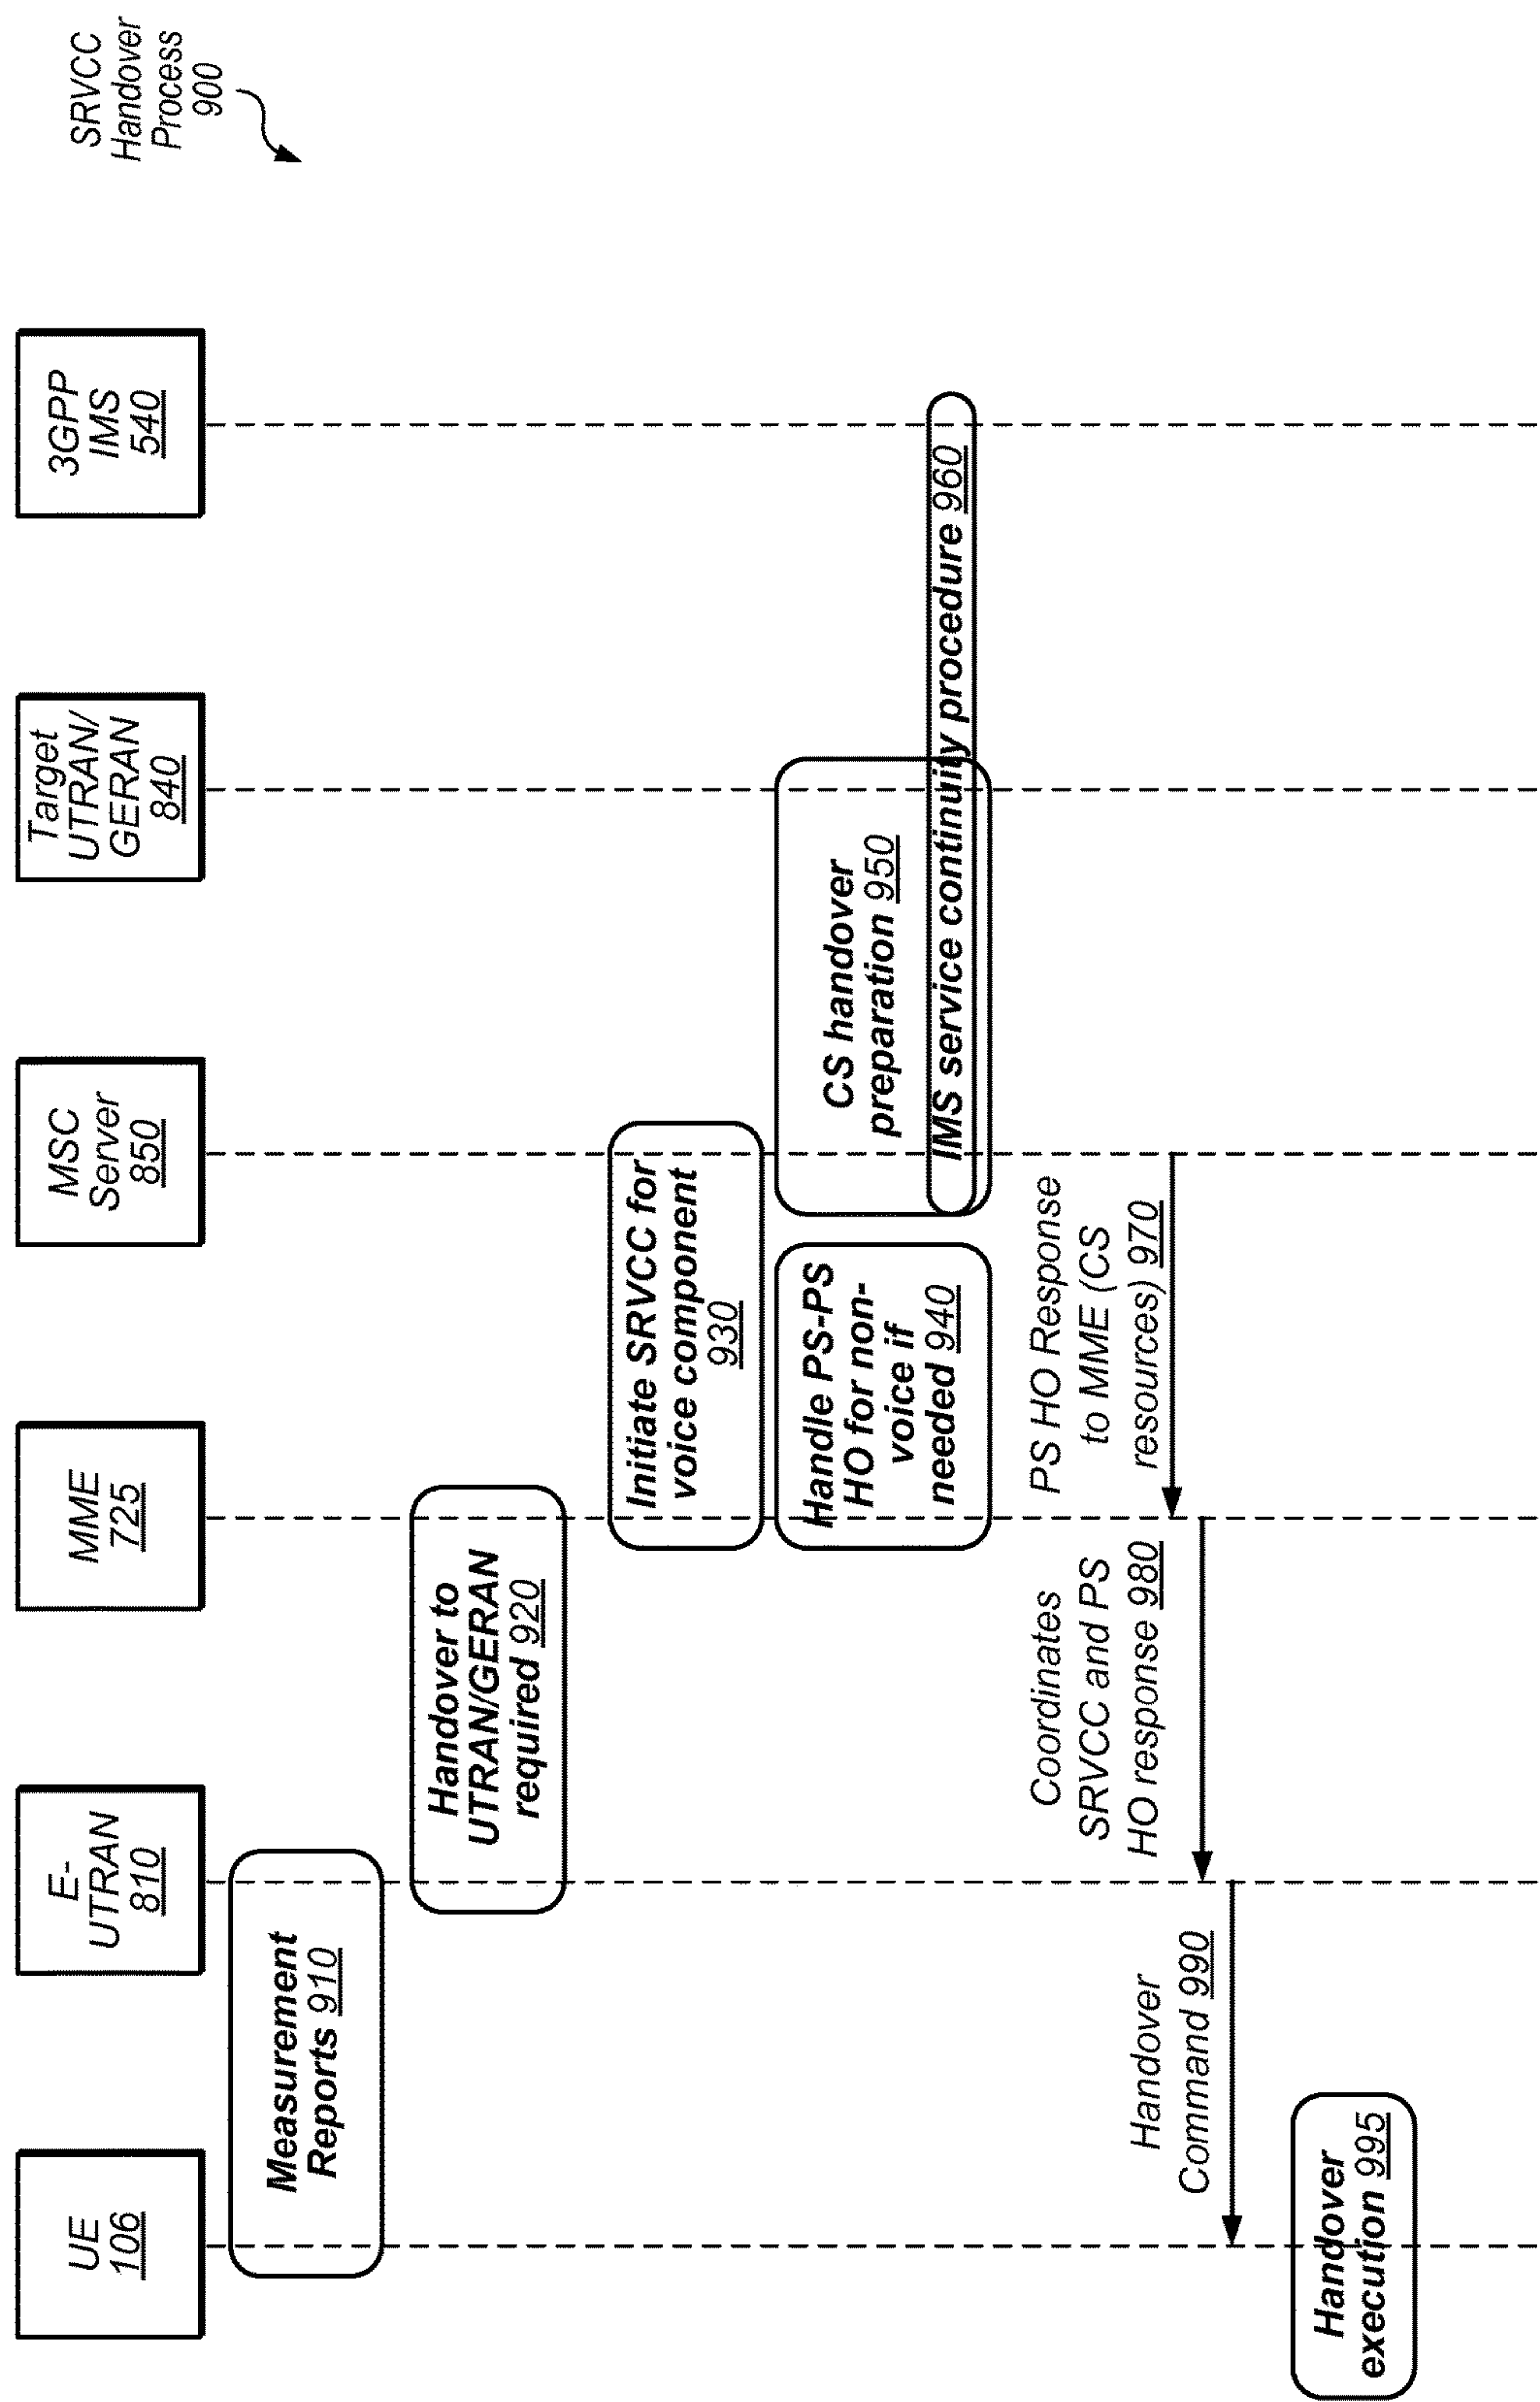 SRVCC
Handover
Process
900
UE
106
E-
UTRAN
810
MME
725
MSC
Server
850
Target
UTRAN/
GERAN
840
3GPP
IMS
540
Measurement
Reports 910
Handover to
UTRAN/GERAN
required 920
Initiate SRVCC for
voice component
930
Handle PS-PS
HO for non-
voice if
needed 940
CS handover
preparation 950
IMS service continuity procedure 960
PS HO Response
to MME (CS
resources) 970
Coordinates
SRVCC and PS
HO response 980
Handover
Command 990
Handover
execution 995